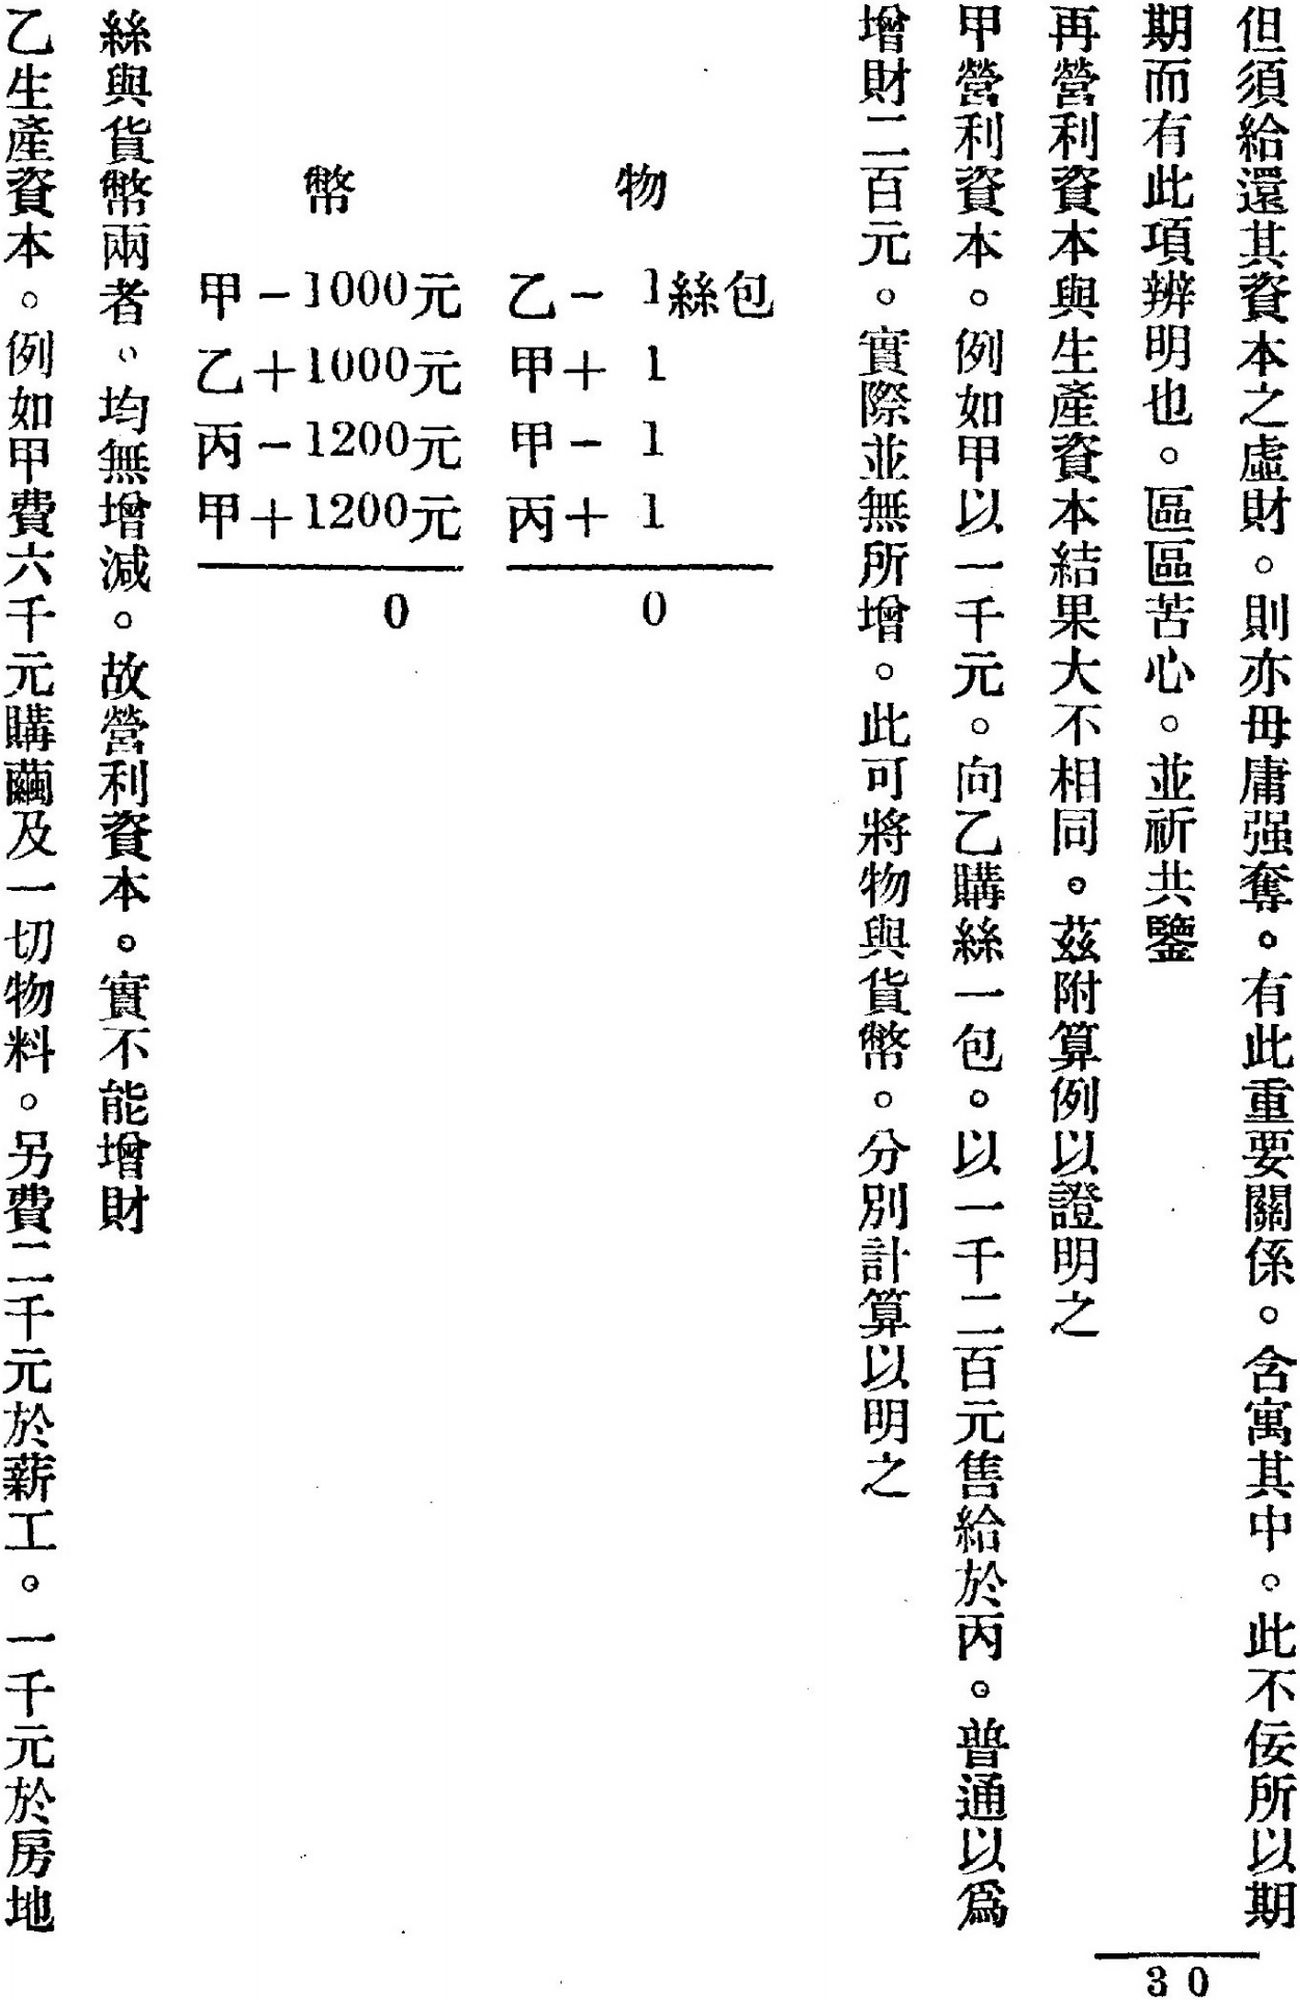 但須給還其資本之虛財。則亦毋庸强奪。有此重要關係。含寓其中。此不佞所以期
期而有此項辨明也。區區苦心。並祈共鑒
再營利資本與生產資本結果大不相同。茲附算例以證明之
甲營利資本。例如甲以一千元。向乙購絲一包。以一千二百元售給於丙。普通以爲
增財二百元。實際並無所增。此可將物與貨幣。分別計算以明之
物
乙－ 1絲包
甲＋ 1
甲－ 1
丙＋ 1
0
幣
甲－1000元
乙＋1000元
丙－1200元
甲＋1200元
0
絲與貨幣兩者。均無增減。故營利資本。實不能增財
乙生產資本。例如甲費六千元購繭及一切物料。另費二千元於薪工。一千元於房地
30